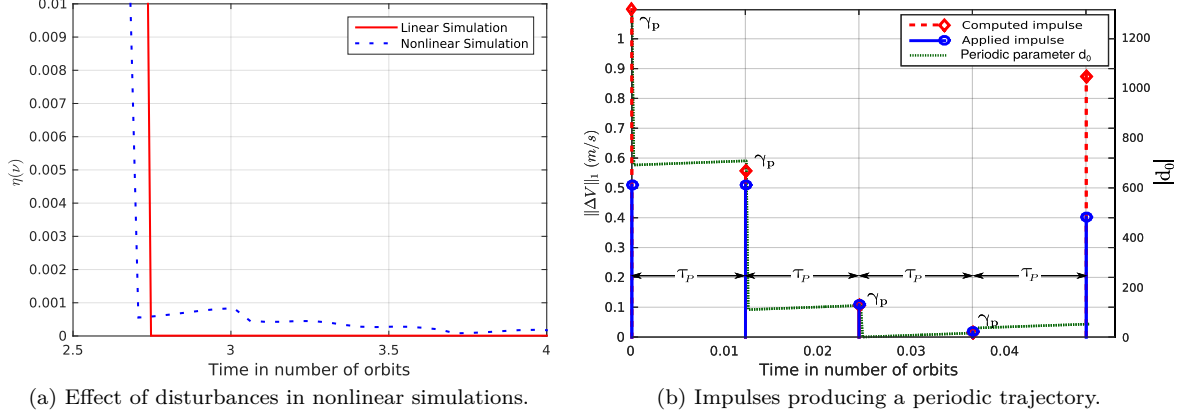 0.01
0.009
0.008
0.007
0.006
0.005
0.004
0.003
0.002
0.001
0
η(ν)
Linear Simulation
Nonlinear Simulation
2.5 3 3.5 4
Time in number of orbits
(a) Effect of disturbances in nonlinear simulations.
1
0.9
0.8
0.7
0.6
0.5
0.4
0.3
0.2
0.1
0
‖ΔV‖₁ (m/s)
γₚ
Computed impulse
Applied impulse
Periodic parameter d₀
γₚ
τ_P τ_P τ_P τ_P
γₚ
γₚ
1200
1000
800
600
400
200
0
|d₀|
0 0.01 0.02 0.03 0.04
Time in number of orbits
(b) Impulses producing a periodic trajectory.